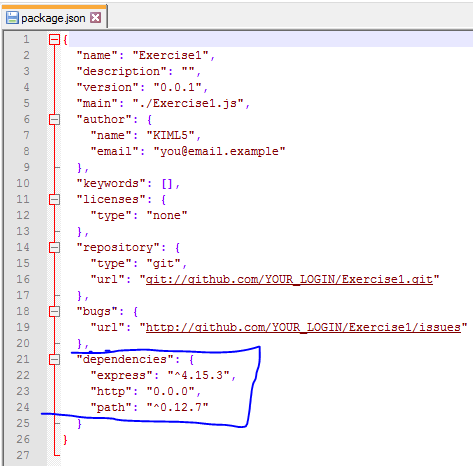 package.json
1 {
2 "name": "Exercise1",
3 "description": "",
4 "version": "0.0.1",
5 "main": "./Exercise1.js",
6 "author": {
7 "name": "KIML5",
8 "email": "you@email.example"
9 },
10 "keywords": [],
11 "licenses": {
12 "type": "none"
13 },
14 "repository": {
15 "type": "git",
16 "url": "git://github.com/YOUR_LOGIN/Exercise1.git"
17 },
18 "bugs": {
19 "url": "http://github.com/YOUR_LOGIN/Exercise1/issues"
20 },
21 "dependencies": {
22 "express": "^4.15.3",
23 "http": "0.0.0",
24 "path": "^0.12.7"
25 }
26 }
27